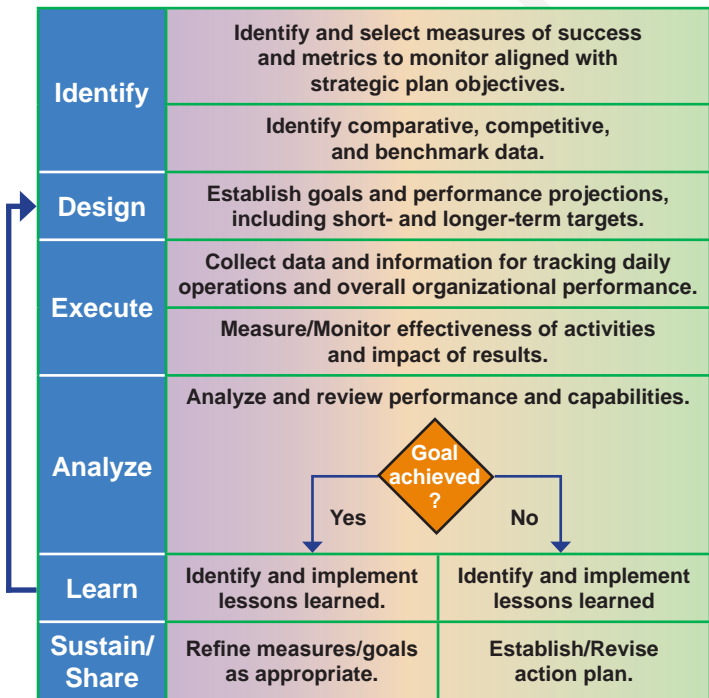 Identify
Identify and select measures of success
and metrics to monitor aligned with
strategic plan objectives.
Identify comparative, competitive,
and benchmark data.
Design
Establish goals and performance projections,
including short- and longer-term targets.
Execute
Collect data and information for tracking daily
operations and overall organizational performance.
Measure/Monitor effectiveness of activities
and impact of results.
Analyze
Analyze and review performance and capabilities.
Goal
achieved
?
Yes
No
Learn
Identify and implement
lessons learned.
Identify and implement
lessons learned
Sustain/
Share
Refine measures/goals
as appropriate.
Establish/Revise
action plan.